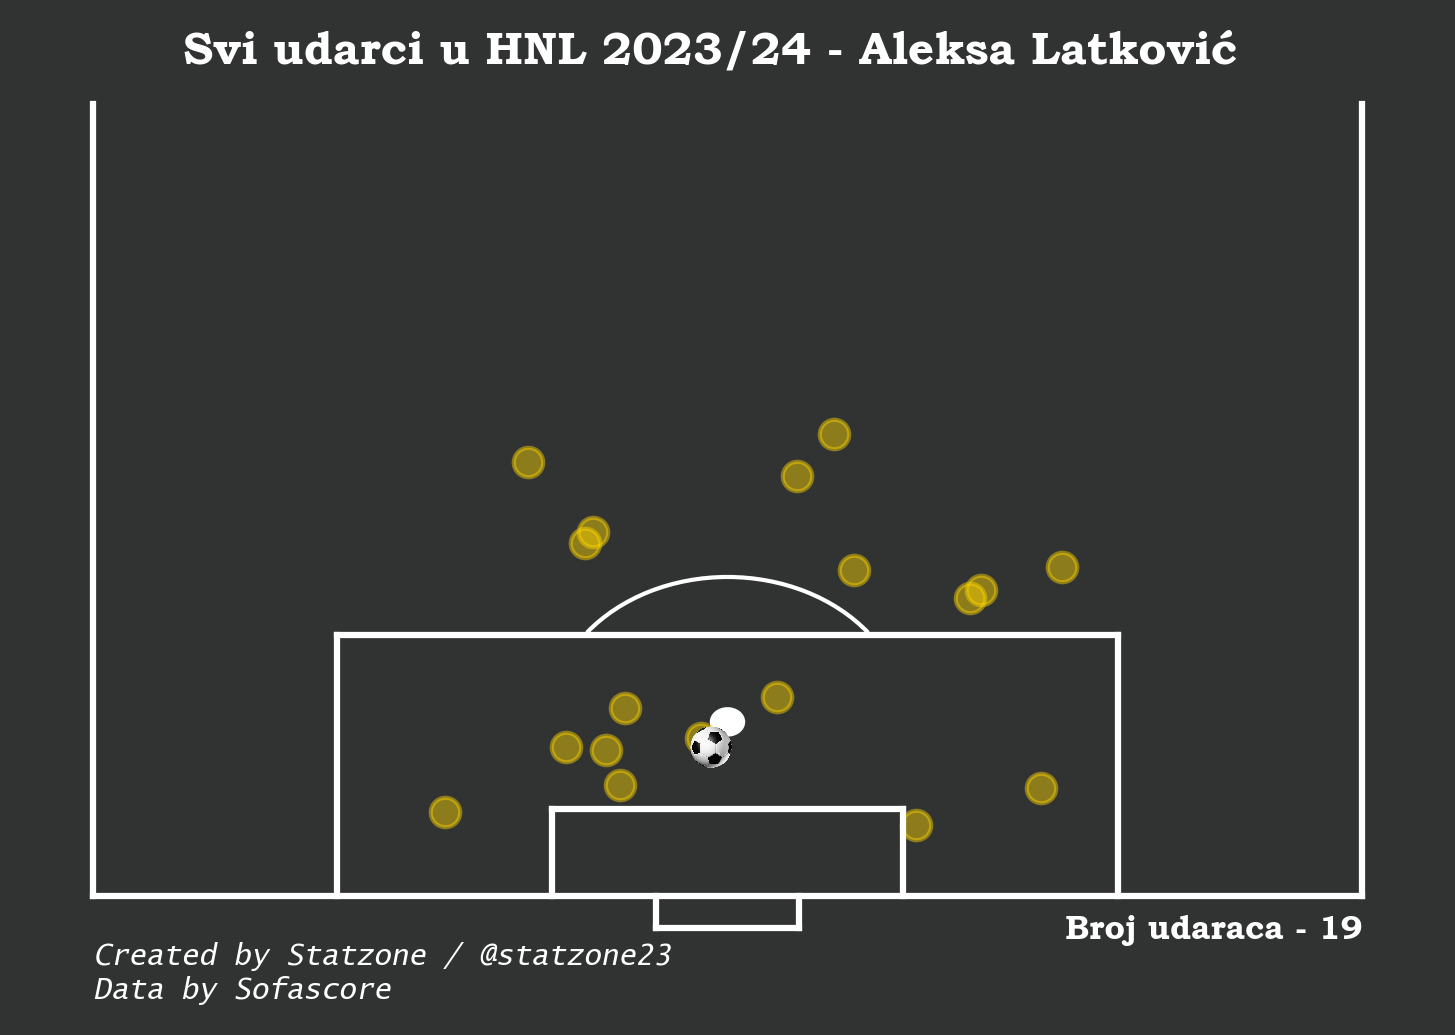 Svi udarci u HNL 2023/24 - Aleksa Latković
Broj udaraca - 19
Created by Statzone / @statzone23
Data by Sofascore